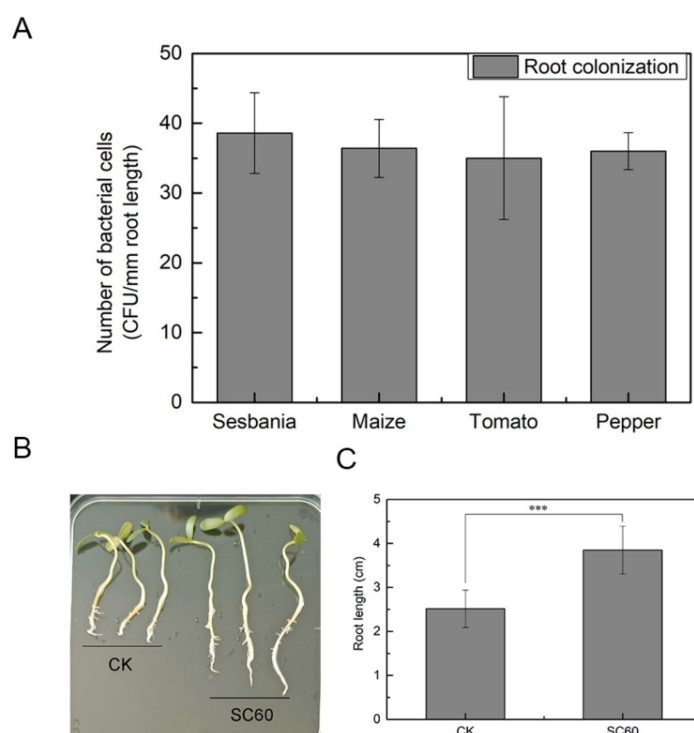 A
50
40
30
20
10
0
Number of bacterial cells
(CFU/mm root length)
Root colonization
Sesbania Maize Tomato Pepper
B
CK
SC60
C
5
4
3
2
1
0
Root length (cm)
***
CK SC60